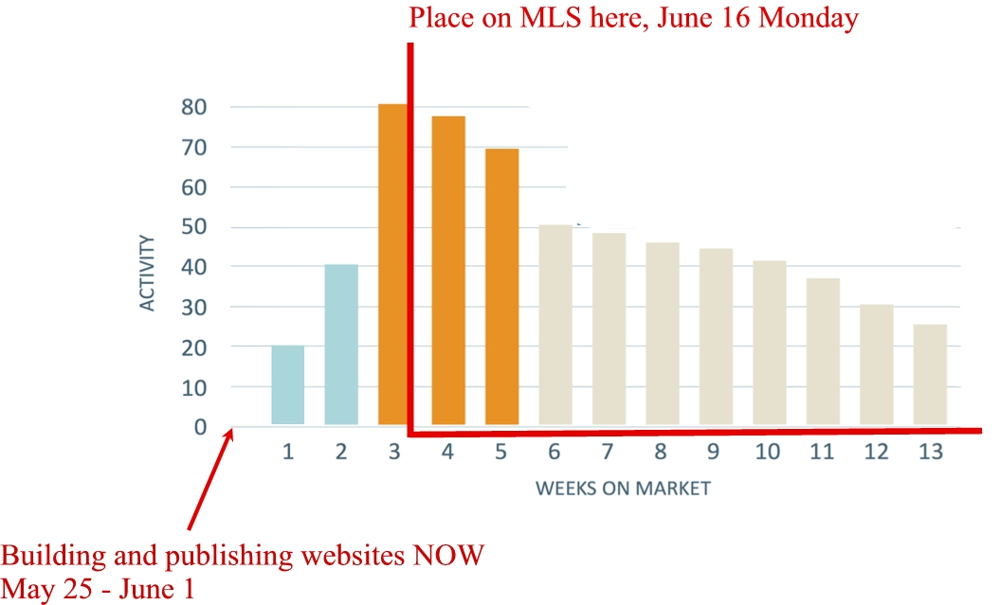 Place on MLS here, June 16 Monday
80
70
60
50
40
30
20
10
0
ACTIVITY
1 2 3 4 5 6 7 8 9 10 11 12 13
WEEKS ON MARKET
Building and publishing websites NOW
May 25 - June 1